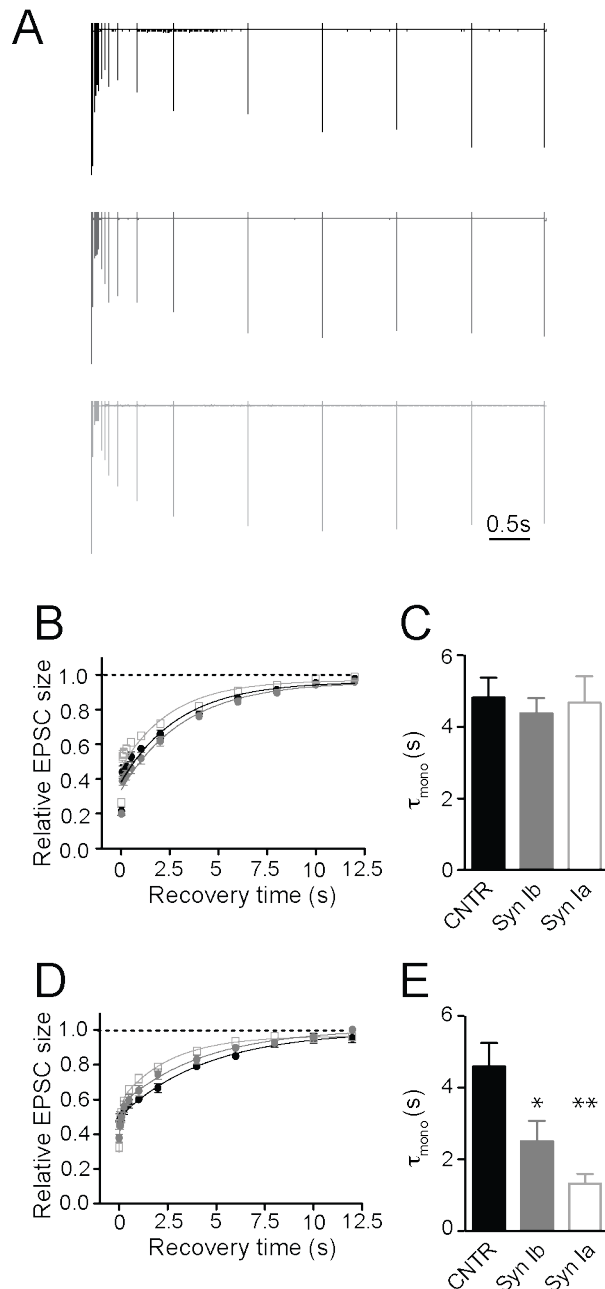 A
0.5s
B
Relative EPSC size
1.0
0.8
0.6
0.4
0.2
0.0
0
2.5
5
7.5
10
12.5
Recovery time (s)
C
τmono (s)
6
4
2
0
CNTR
Syn Ib
Syn Ia
D
Relative EPSC size
1.0
0.8
0.6
0.4
0.2
0.0
0
2.5
5
7.5
10
12.5
Recovery time (s)
E
τmono (s)
6
4
2
0
*
**
CNTR
Syn Ib
Syn Ia